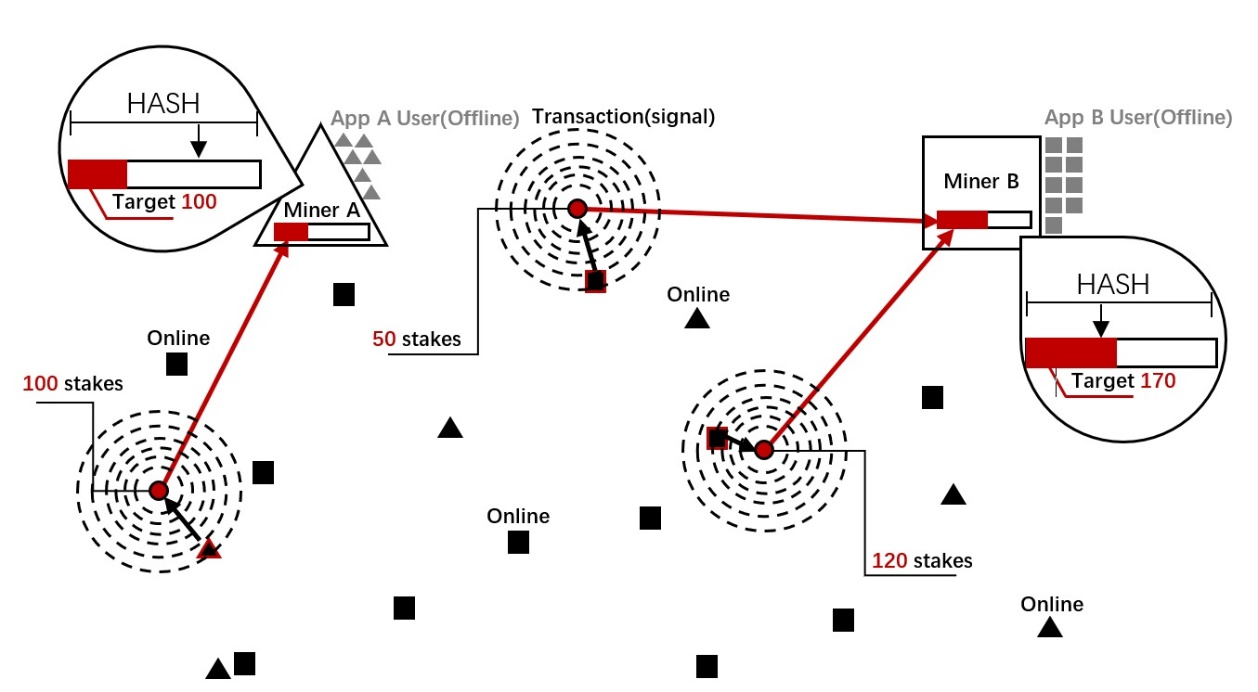 HASH
Target 100
App A User(Offline)
Miner A
Transaction(signal)
App B User(Offline)
Miner B
HASH
Target 170
Online
50 stakes
Online
100 stakes
Online
120 stakes
Online